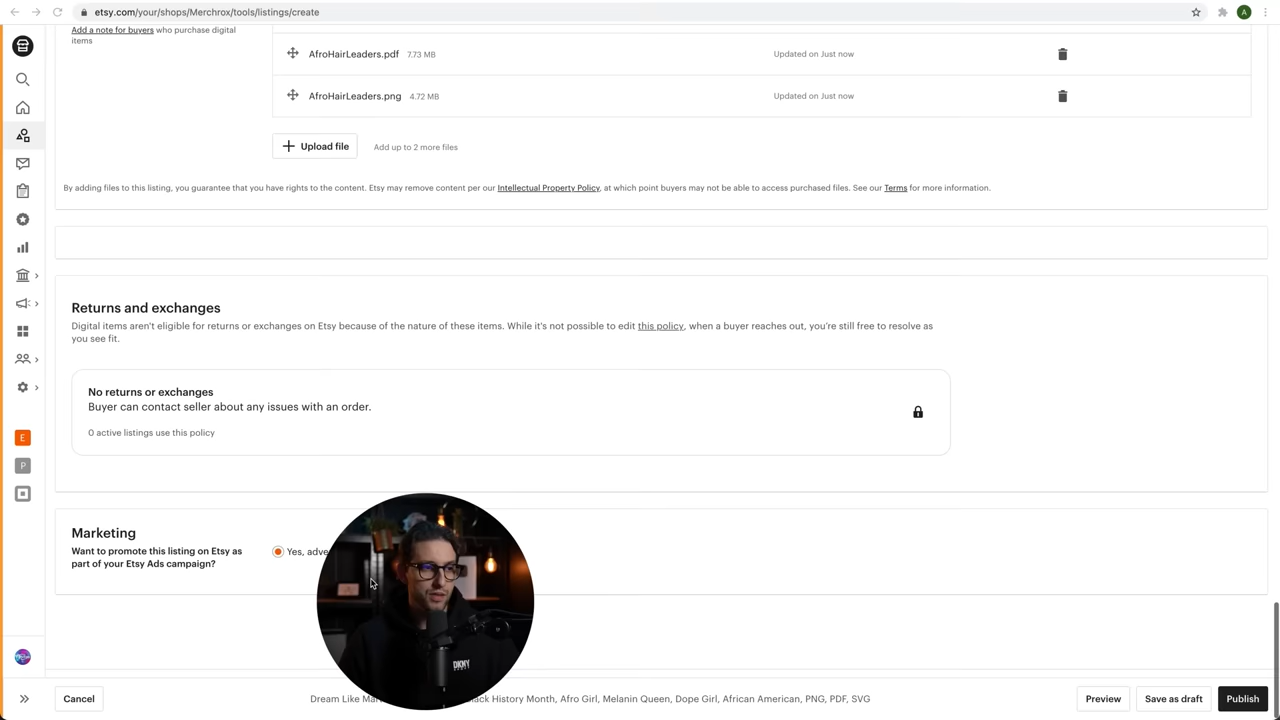 etsy.com/your/shops/Merchrox/tools/listings/create
A
Add a note for buyers who purchase digital
items
AfroHairLeaders.pdf 7.73 MB Updated on Just now
AfroHairLeaders.png 4.72 MB Updated on Just now
Upload file Add up to 2 more files
By adding files to this listing, you guarantee that you have rights to the content. Etsy may remove content per our Intellectual Property Policy, at which point buyers may not be able to access purchased files. See our Terms for more information.
Returns and exchanges
Digital items aren't eligible for returns or exchanges on Etsy because of the nature of these items. While it's not possible to edit this policy, when a buyer reaches out, you're still free to resolve as
you see fit.
No returns or exchanges
Buyer can contact seller about any issues with an order.
0 active listings use this policy
E
P
Marketing
Want to promote this listing on Etsy as
part of your Etsy Ads campaign?
Yes, adve
DKNY
Cancel Dream Like Mar ack History Month, Afro Girl, Melanin Queen, Dope Girl, African American, PNG, PDF, SVG Preview Save as draft Publish